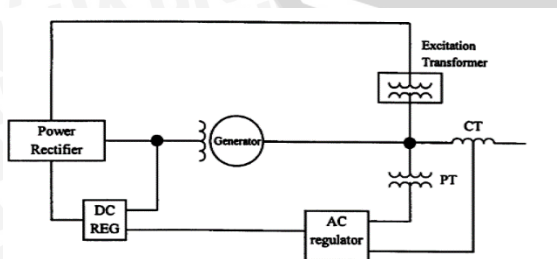 Excitation
Transformer
CT
Power
Rectifier
Generator
PT
DC
REG
AC
regulator